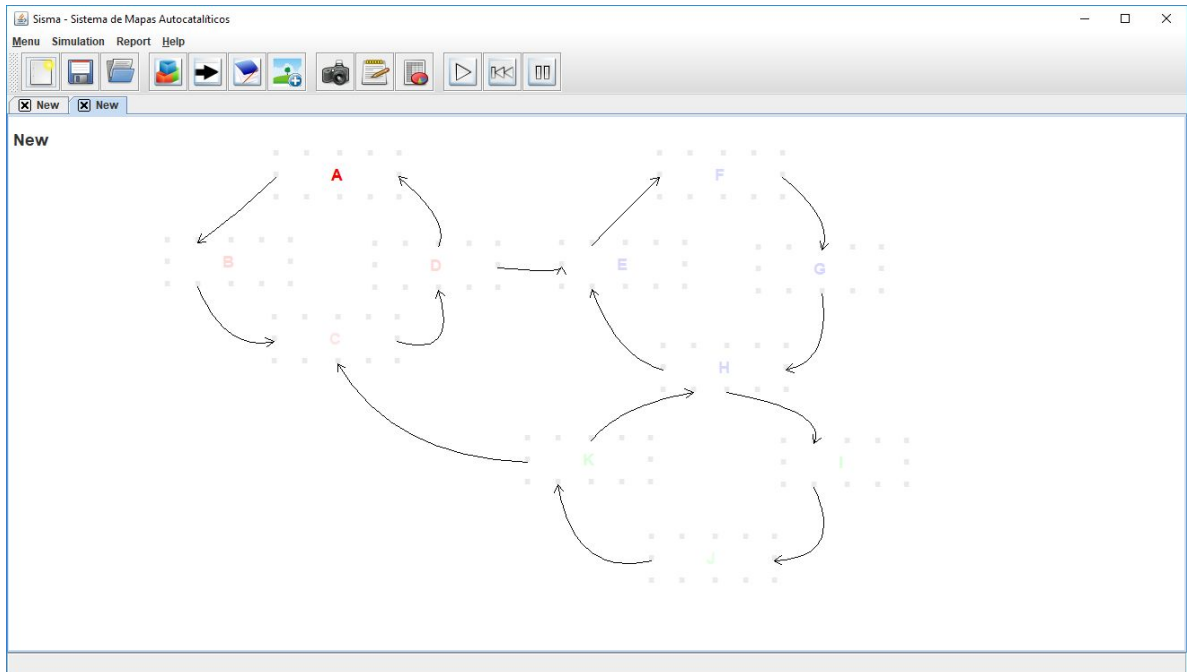 Sisma - Sistema de Mapas Autocatalíticos
Menu Simulation Report Help
New New
New
A F
B D E G
C
H
K I
J